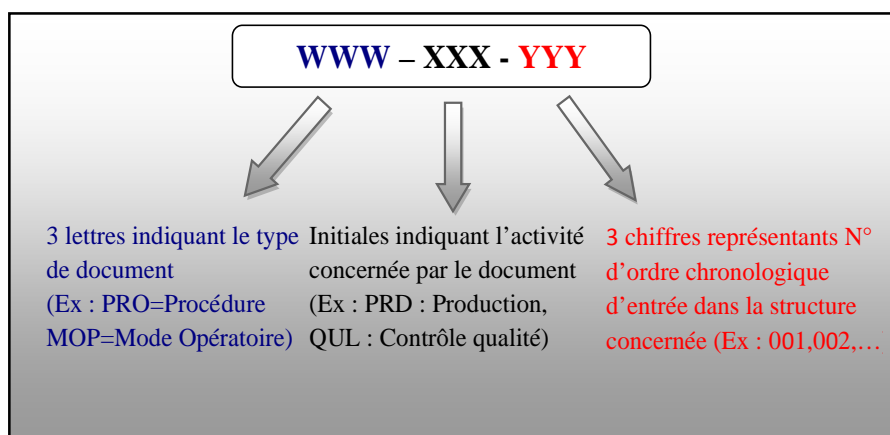 WWW – XXX - YYY
3 lettres indiquant le type
de document
(Ex : PRO=Procédure
MOP=Mode Opératoire)
Initiales indiquant l’activité
concernée par le document
(Ex : PRD : Production,
QUL : Contrôle qualité)
3 chiffres représentants N°
d’ordre chronologique
d’entrée dans la structure
concernée (Ex : 001,002,…)